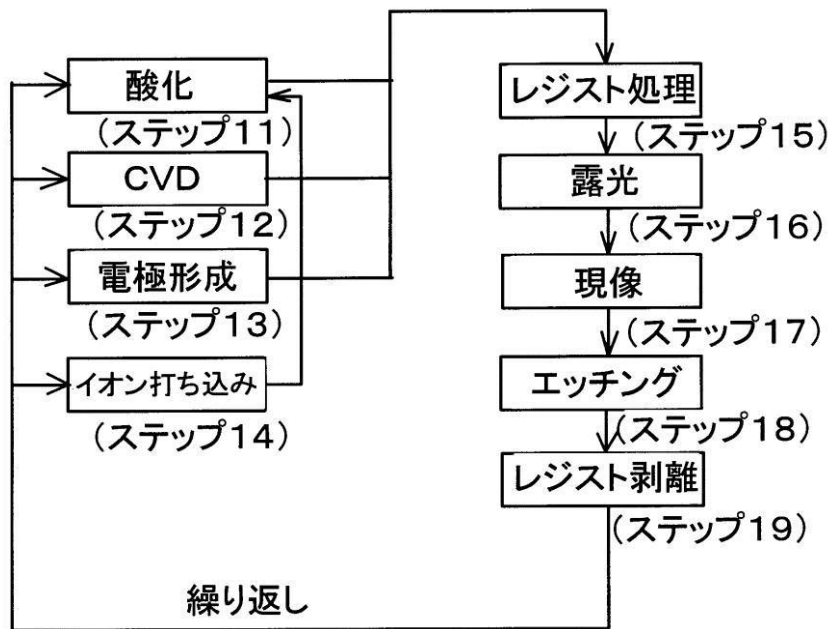 酸化
(ステップ11)
CVD
(ステップ12)
電極形成
(ステップ13)
イオン打ち込み
(ステップ14)
レジスト処理
(ステップ15)
露光
(ステップ16)
現像
(ステップ17)
エッチング
(ステップ18)
レジスト剥離
(ステップ19)
繰り返し